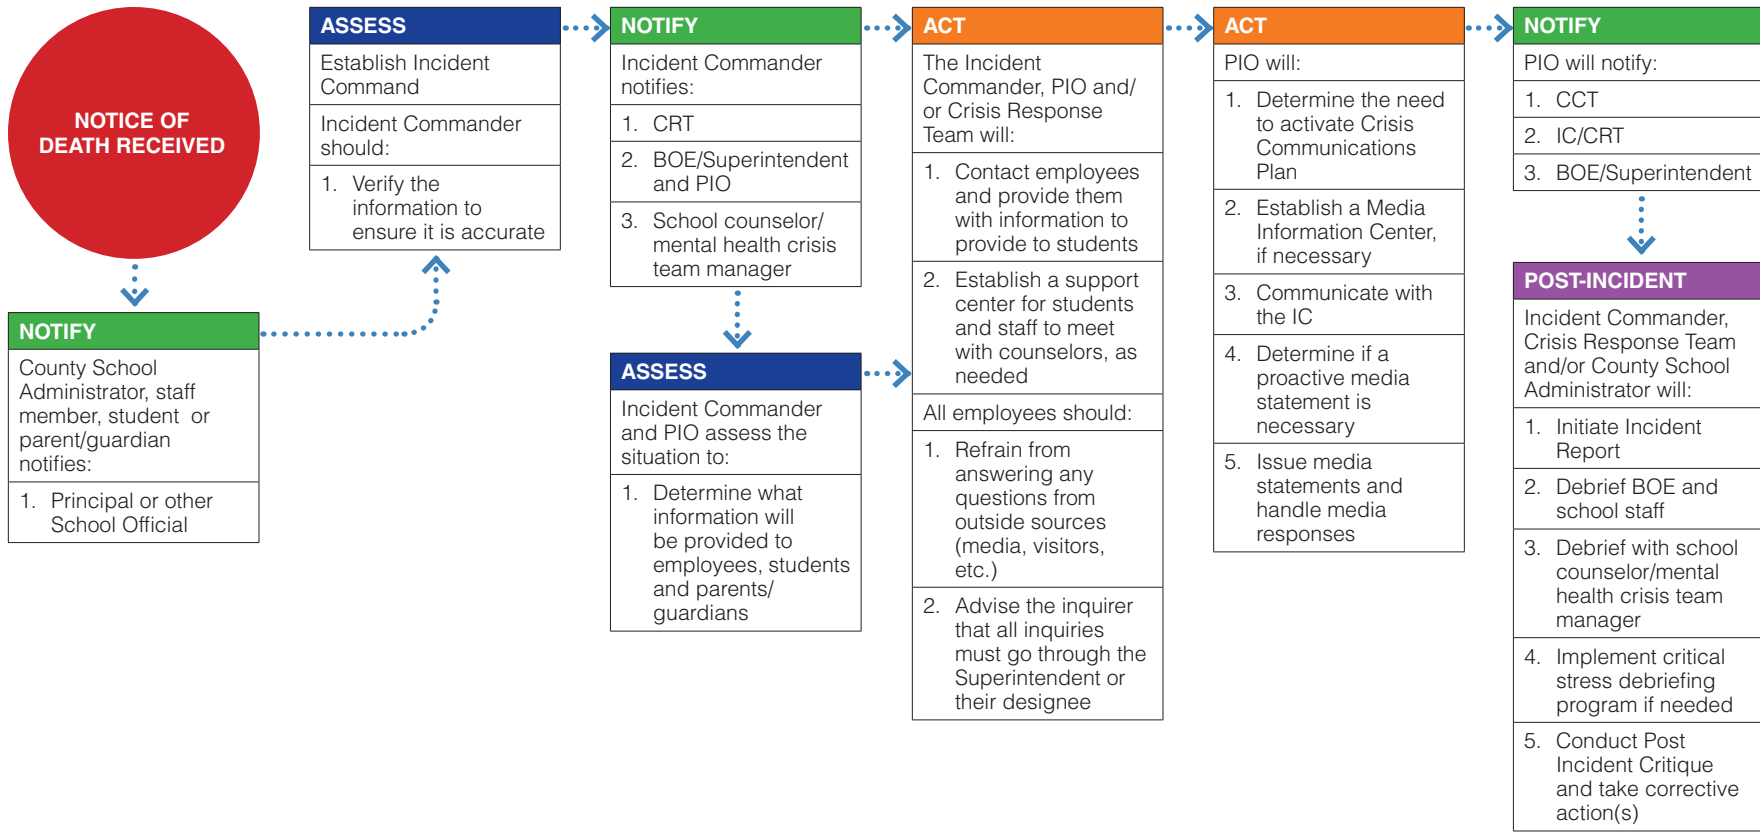 NOTICE OF
DEATH RECEIVED
NOTIFY
County School
Administrator, staff
member, student or
parent/guardian
notifies:
1. Principal or other
School Official
ASSESS
Establish Incident
Command
Incident Commander
should:
1. Verify the
information to
ensure it is accurate
NOTIFY
Incident Commander
notifies:
1. CRT
2. BOE/Superintendent
and PIO
3. School counselor/
mental health crisis
team manager
ASSESS
Incident Commander
and PIO assess the
situation to:
1. Determine what
information will
be provided to
employees, students
and parents/
guardians
ACT
The Incident
Commander, PIO and/
or Crisis Response
Team will:
1. Contact employees
and provide them
with information to
provide to students
2. Establish a support
center for students
and staff to meet
with counselors, as
needed
All employees should:
1. Refrain from
answering any
questions from
outside sources
(media, visitors,
etc.)
2. Advise the inquirer
that all inquiries
must go through the
Superintendent or
their designee
ACT
PIO will:
1. Determine the need
to activate Crisis
Communications
Plan
2. Establish a Media
Information Center,
if necessary
3. Communicate with
the IC
4. Determine if a
proactive media
statement is
necessary
5. Issue media
statements and
handle media
responses
NOTIFY
PIO will notify:
1. CCT
2. IC/CRT
3. BOE/Superintendent
POST-INCIDENT
Incident Commander,
Crisis Response Team
and/or County School
Administrator will:
1. Initiate Incident
Report
2. Debrief BOE and
school staff
3. Debrief with school
counselor/mental
health crisis team
manager
4. Implement critical
stress debriefing
program if needed
5. Conduct Post
Incident Critique
and take corrective
action(s)